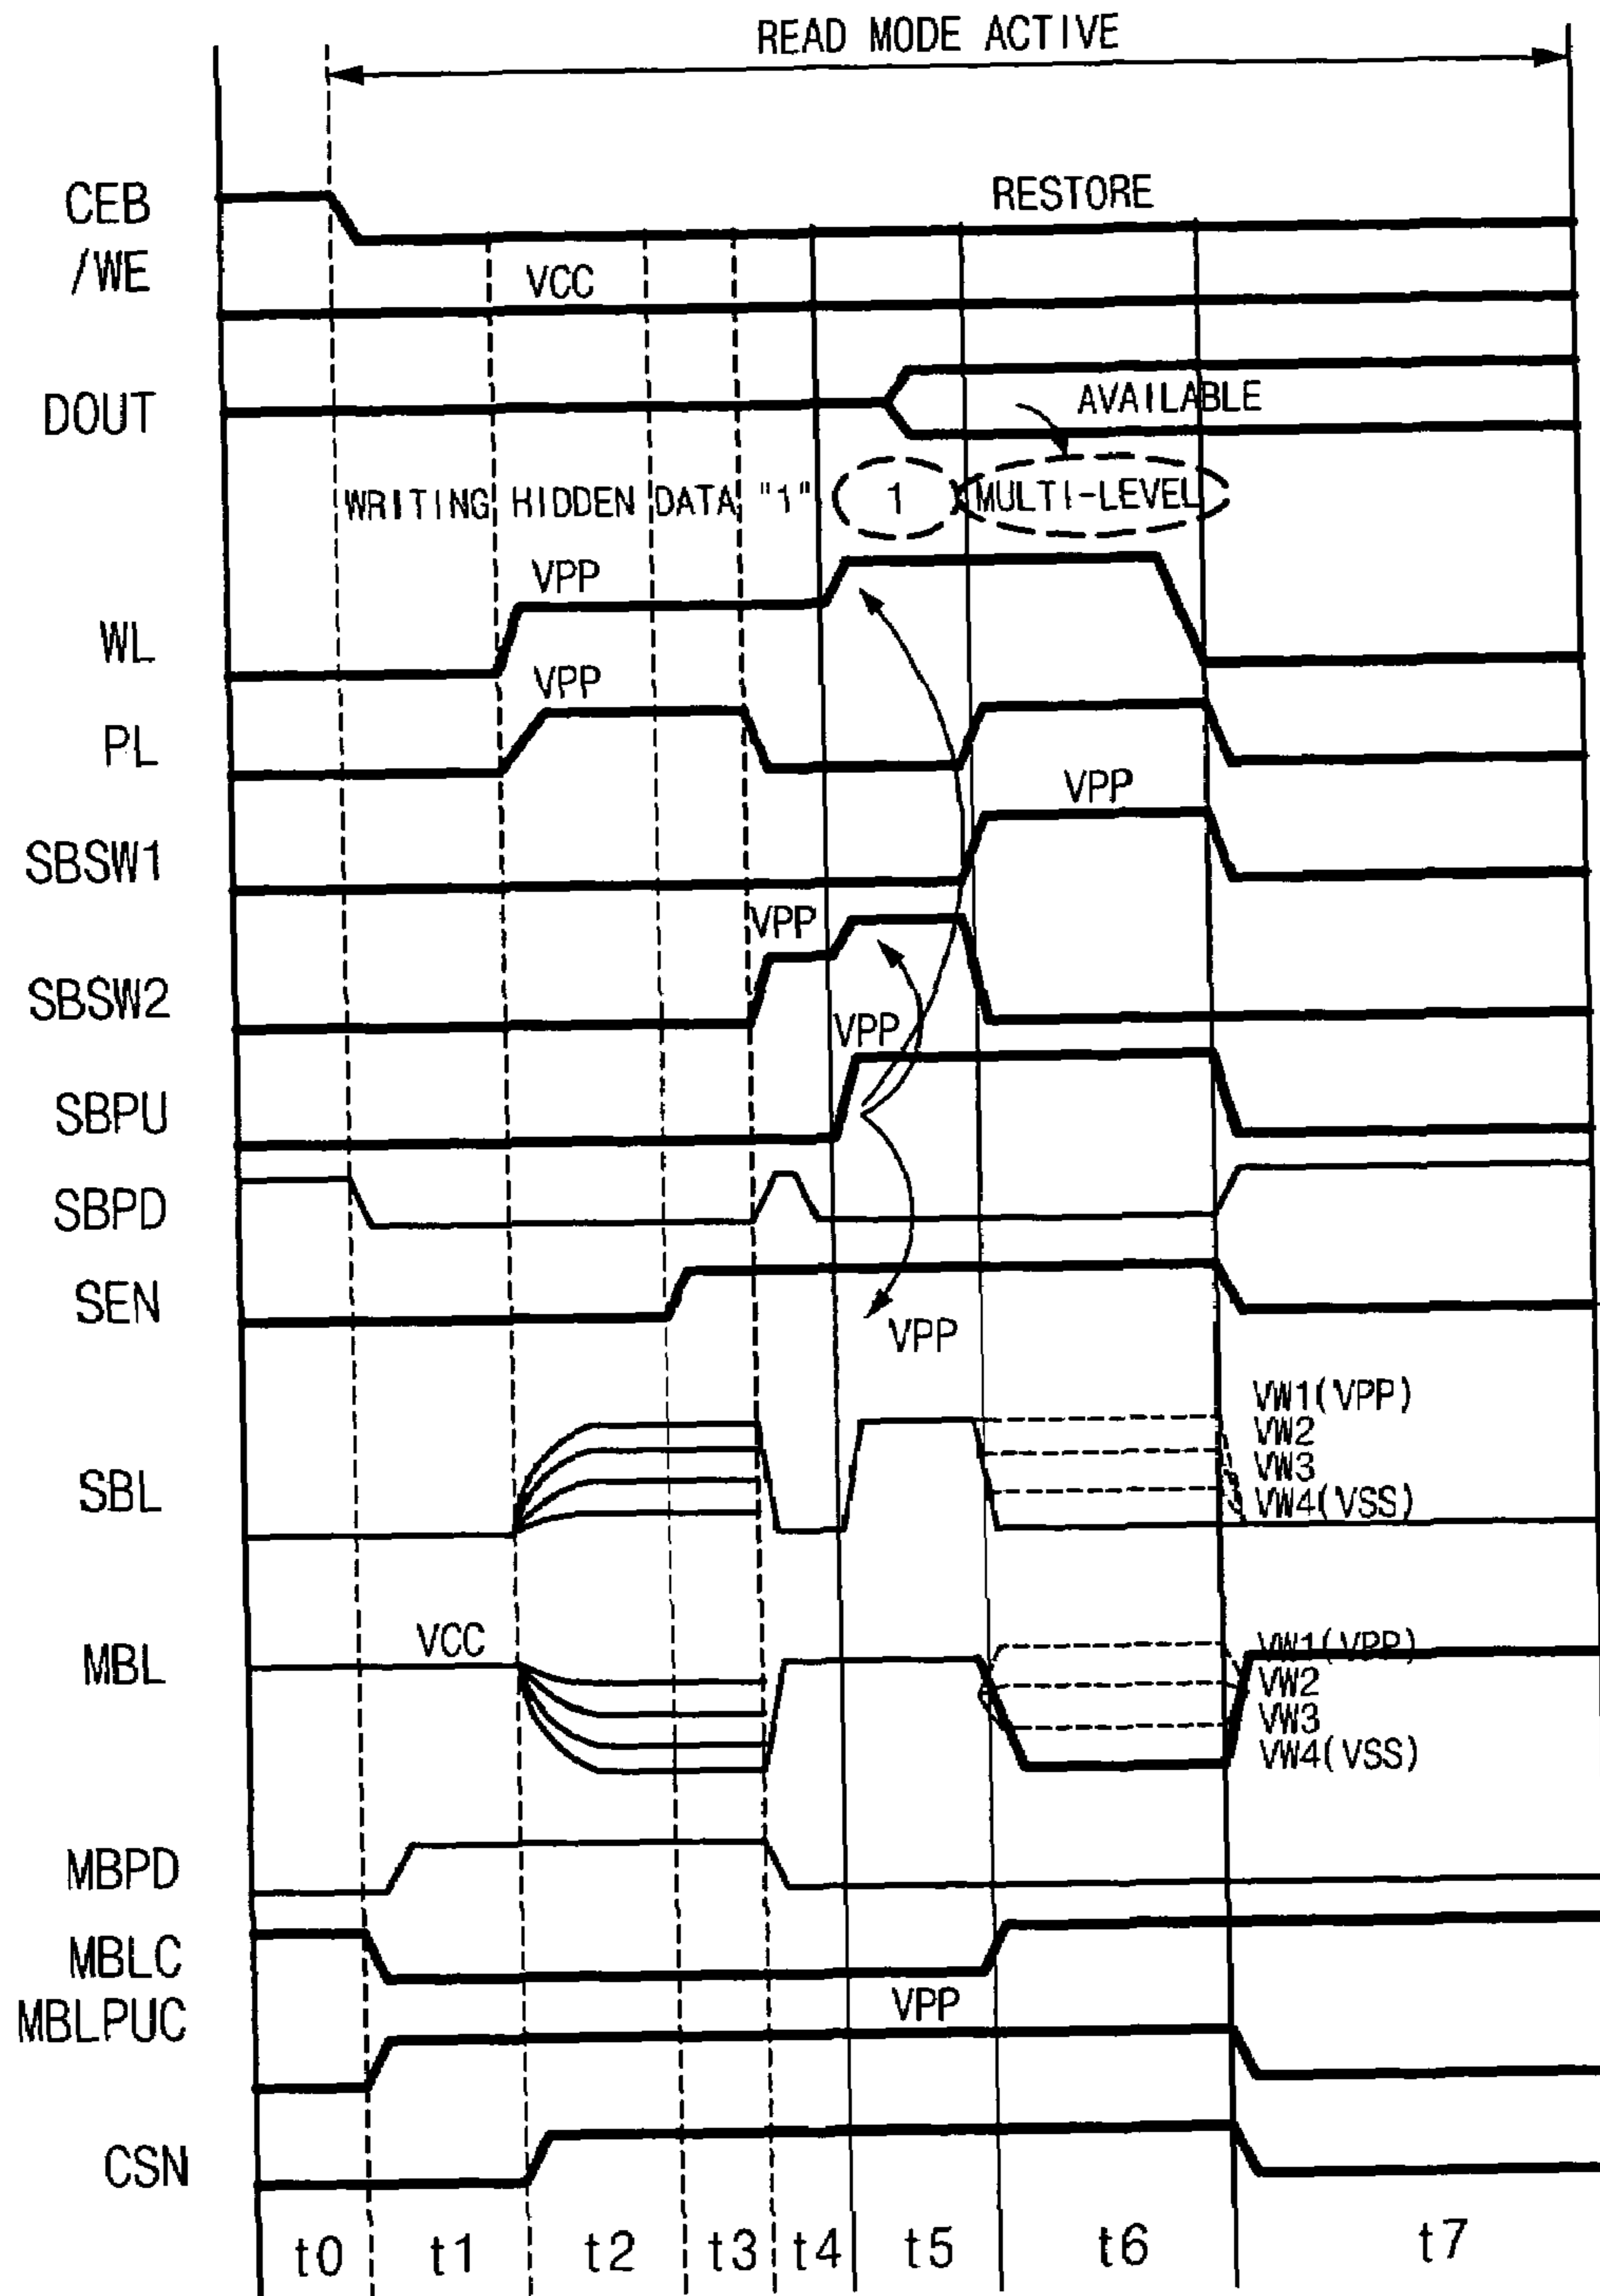 READ MODE ACTIVE
CEB
RESTORE
/WE
VCC
DOUT
AVAILABLE
WRITING HIDDEN DATA "1"
1
MULTI-LEVEL
VPP
WL
VPP
PL
VPP
SBSW1
VPP
SBSW2
VPP
SBPU
SBPD
SEN
VPP
VW1(VPP)
VW2
VW3
SBL
VW4(VSS)
VCC
VW1(VPP)
MBL
VW2
VW3
VW4(VSS)
MBPD
MBLC
VPP
MBLPUC
CSN
t0 t1 t2 t3 t4 t5 t6 t7